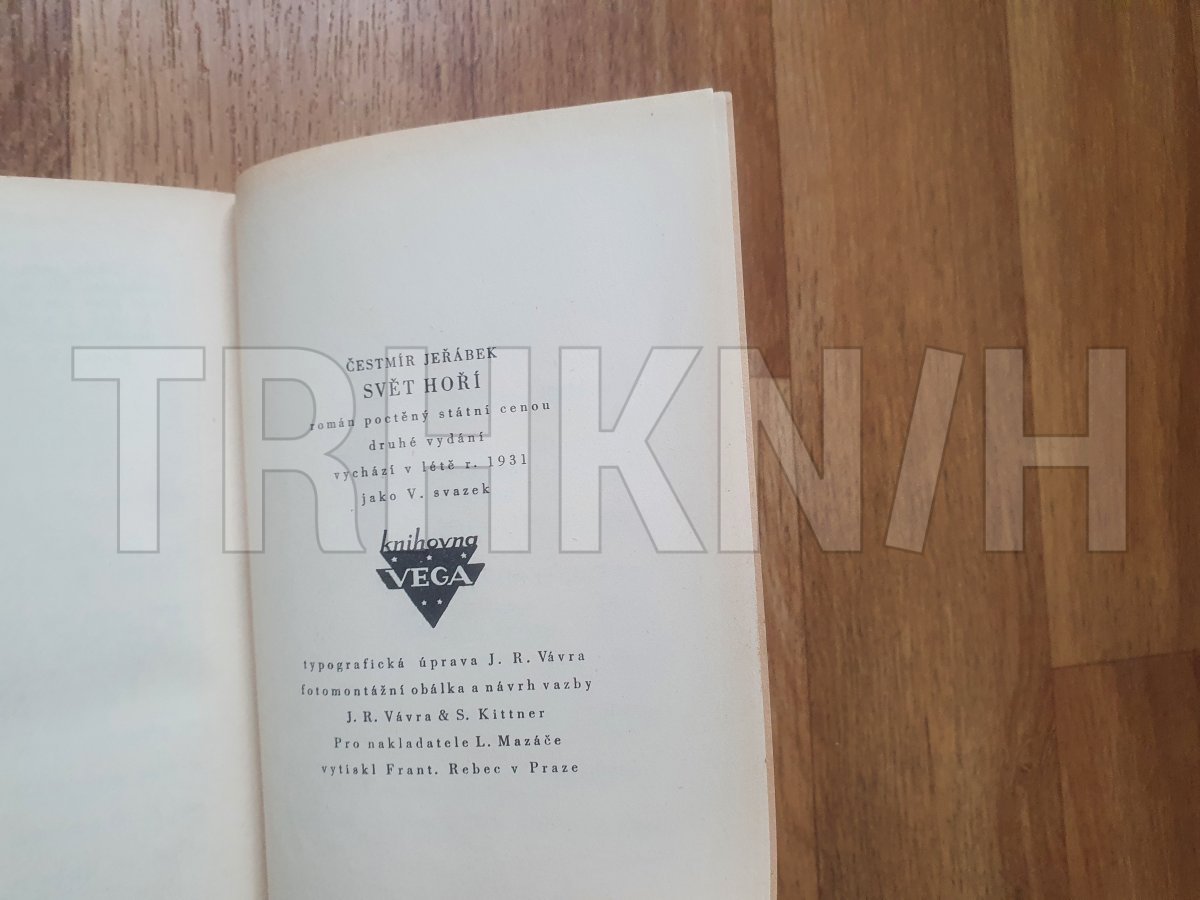 ČESTMÍR JEŘÁBEK
SVĚT HOŘÍ
román poctěný státní cenou
druhé vydání
vychází v létě r. 1931
jako V. svazek
knihovna
VEGA
typografická úprava J. R. Vávra
fotomontážní obálka a návrh vazby
J. R. Vávra & S. Kittner
Pro nakladatele L. Mazáče
vytiskl Frant. Rebec v Praze
TRHKN/H